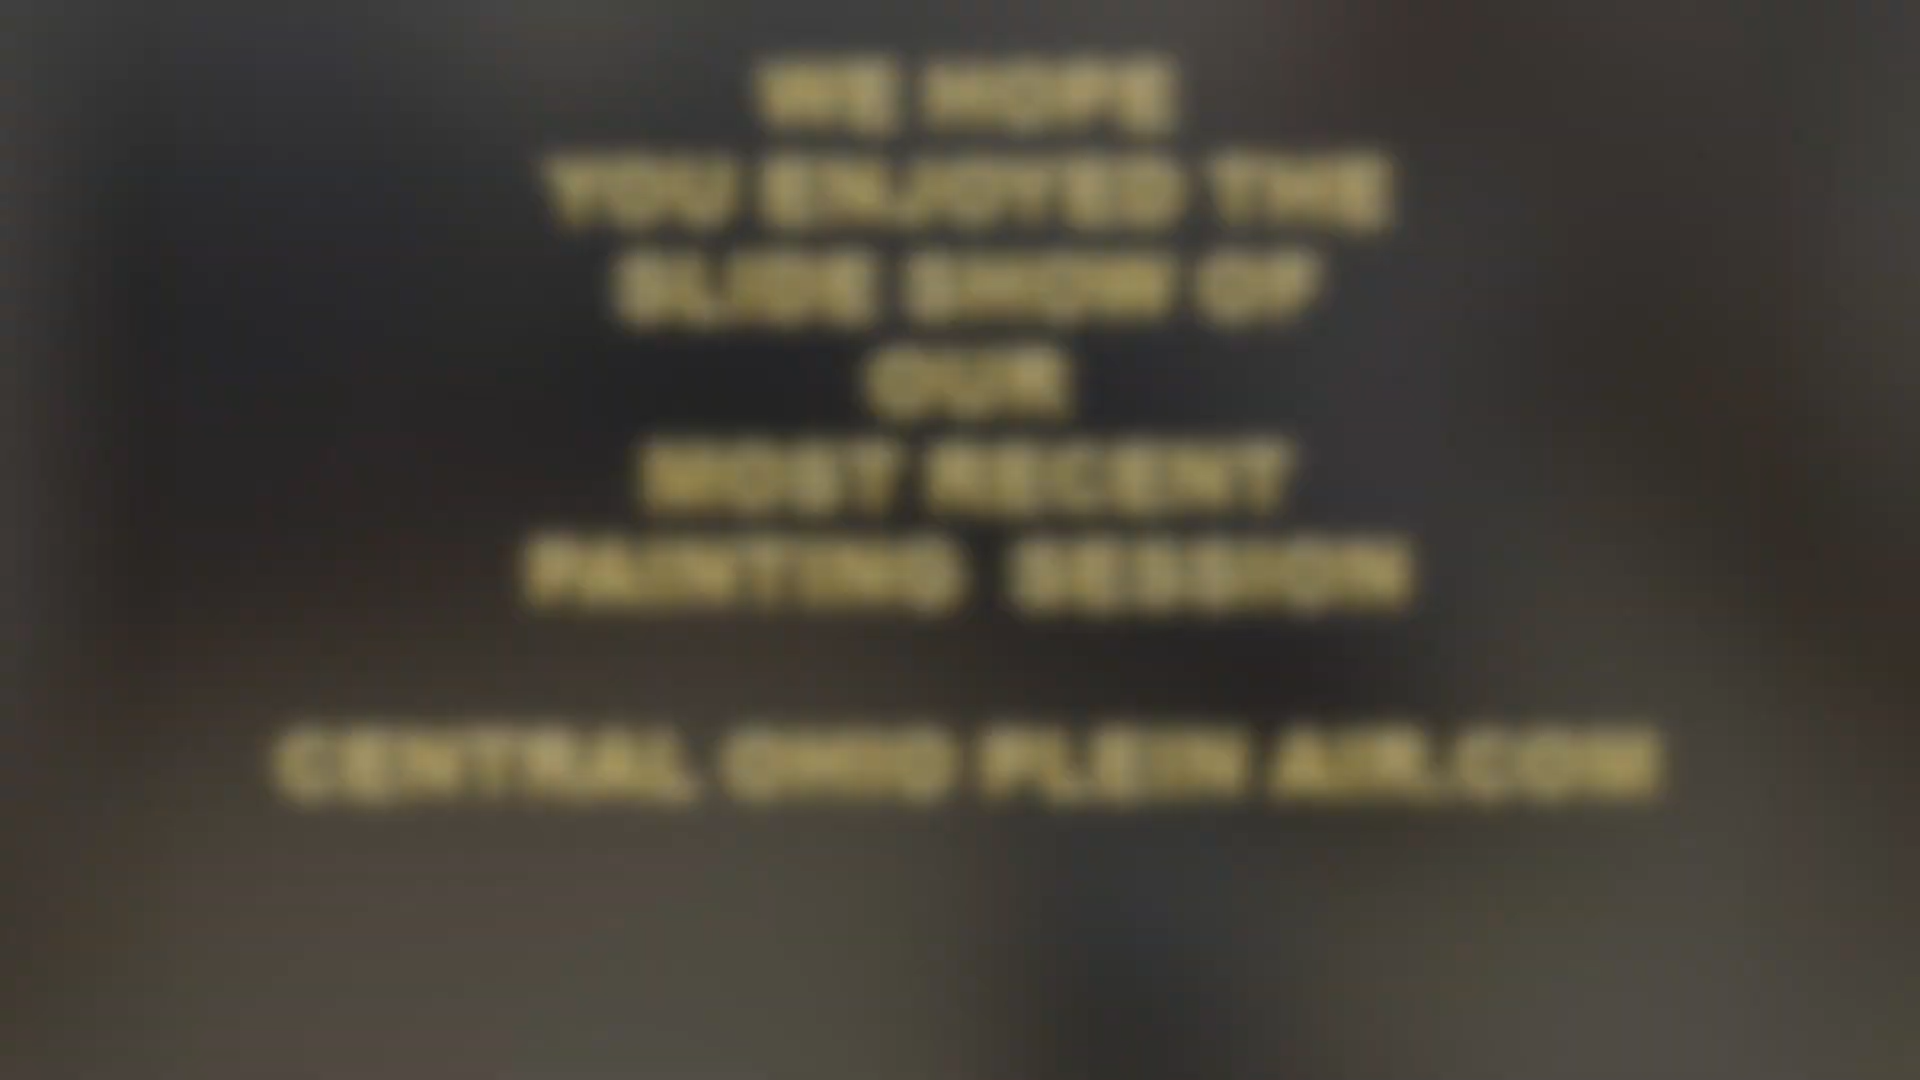 WE HOPE
YOU ENJOYED THE
SLIDE SHOW OF
OUR
MOST RECENT
PAINTING SESSION
CENTRAL OHIO PLEIN AIR.COM